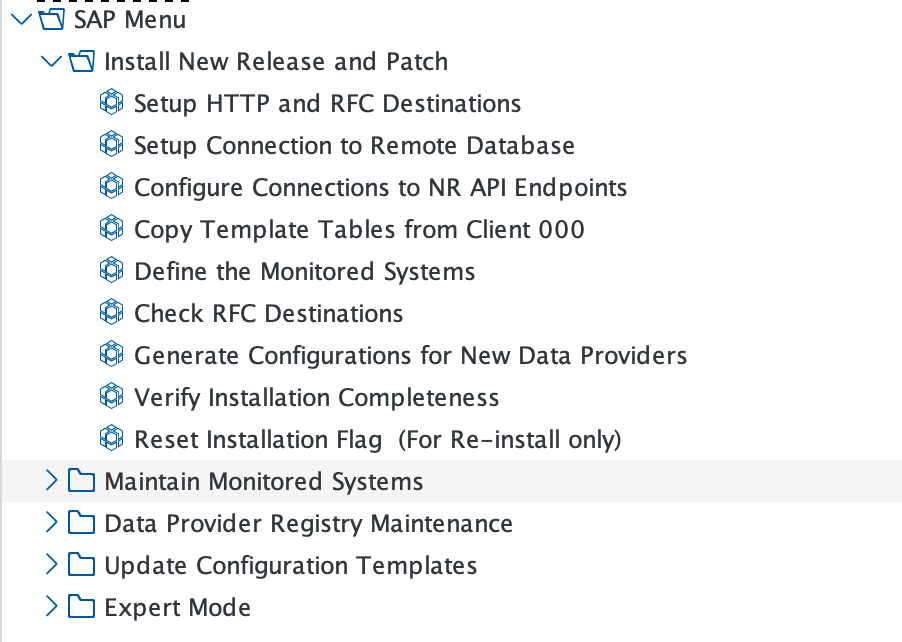 SAP Menu
Install New Release and Patch
Setup HTTP and RFC Destinations
Setup Connection to Remote Database
Configure Connections to NR API Endpoints
Copy Template Tables from Client 000
Define the Monitored Systems
Check RFC Destinations
Generate Configurations for New Data Providers
Verify Installation Completeness
Reset Installation Flag  (For Re-install only)
Maintain Monitored Systems
Data Provider Registry Maintenance
Update Configuration Templates
Expert Mode